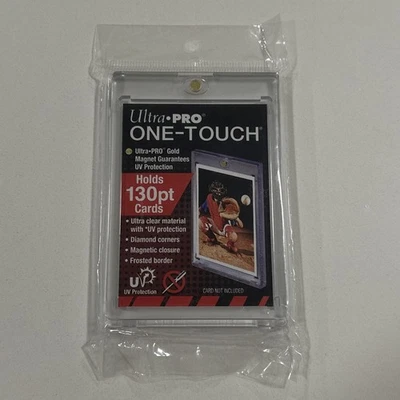 Ultra•PRO®
ONE-TOUCH®
Ultra•PRO® Gold
Magnet Guarantees
UV Protection
Holds
130pt
Cards
• Ultra clear material
with *UV protection
• Diamond corners
• Magnetic closure
• Frosted border
UV
UV Protection
CARD NOT INCLUDED